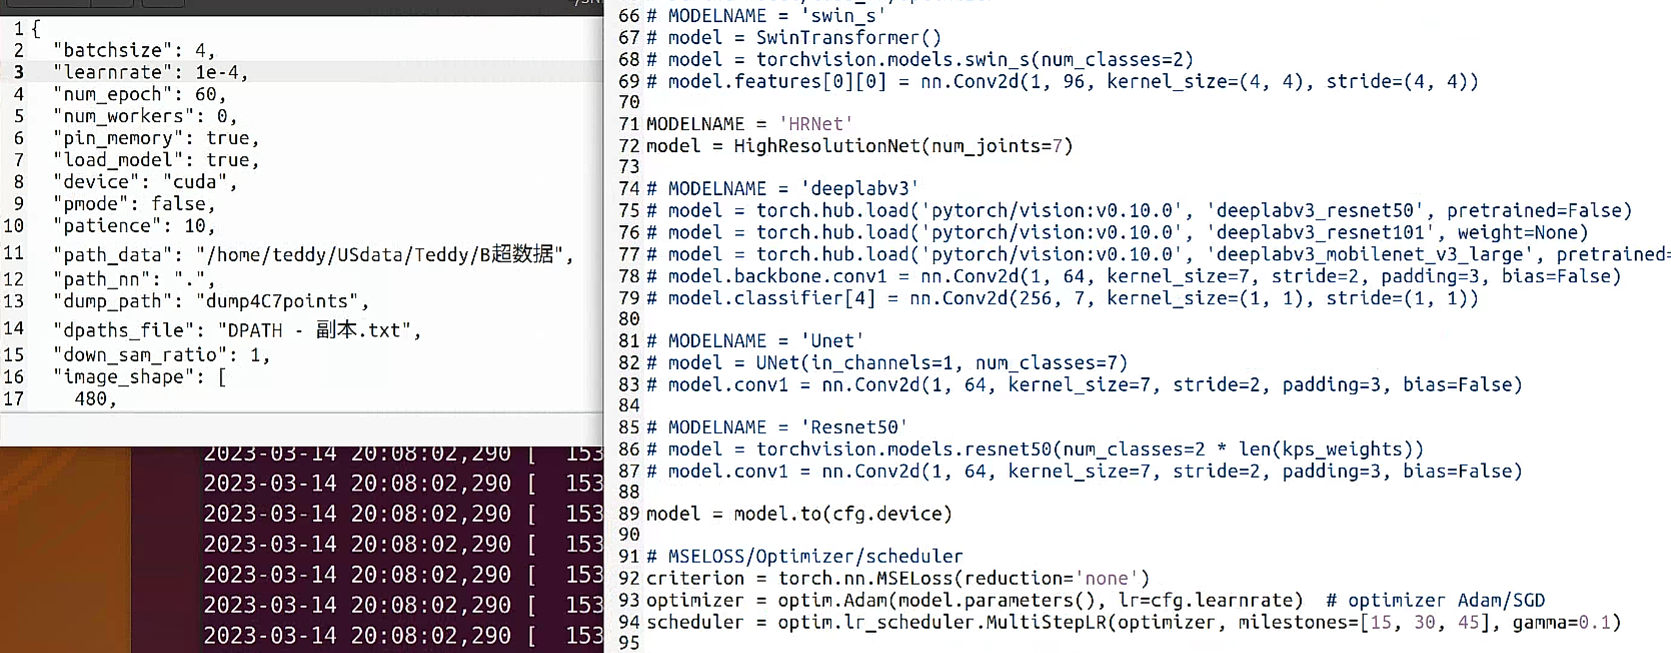 1 {
2 "batchsize": 4,
3 "learnrate": 1e-4,
4 "num_epoch": 60,
5 "num_workers": 0,
6 "pin_memory": true,
7 "load_model": true,
8 "device": "cuda",
9 "pmode": false,
10 "patience": 10,
11 "path_data": "/home/teddy/USdata/Teddy/B超数据",
12 "path_nn": ".",
13 "dump_path": "dump4C7points",
14 "dpaths_file": "DPATH - 副本.txt",
15 "down_sam_ratio": 1,
16 "image_shape": [
17 480,
2023-03-14 20:08:02,290 [ 153
2023-03-14 20:08:02,290 [ 153
2023-03-14 20:08:02,290 [ 153
2023-03-14 20:08:02,290 [ 153
2023-03-14 20:08:02,290 [ 153
2023-03-14 20:08:02,290 [ 153
2023-03-14 20:08:02,290 [ 153
66 # MODELNAME = 'swin_s'
67 # model = SwinTransformer()
68 # model = torchvision.models.swin_s(num_classes=2)
69 # model.features[0][0] = nn.Conv2d(1, 96, kernel_size=(4, 4), stride=(4, 4))
70
71 MODELNAME = 'HRNet'
72 model = HighResolutionNet(num_joints=7)
73
74 # MODELNAME = 'deeplabv3'
75 # model = torch.hub.load('pytorch/vision:v0.10.0', 'deeplabv3_resnet50', pretrained=False)
76 # model = torch.hub.load('pytorch/vision:v0.10.0', 'deeplabv3_resnet101', weight=None)
77 # model = torch.hub.load('pytorch/vision:v0.10.0', 'deeplabv3_mobilenet_v3_large', pretrained=
78 # model.backbone.conv1 = nn.Conv2d(1, 64, kernel_size=7, stride=2, padding=3, bias=False)
79 # model.classifier[4] = nn.Conv2d(256, 7, kernel_size=(1, 1), stride=(1, 1))
80
81 # MODELNAME = 'Unet'
82 # model = UNet(in_channels=1, num_classes=7)
83 # model.conv1 = nn.Conv2d(1, 64, kernel_size=7, stride=2, padding=3, bias=False)
84
85 # MODELNAME = 'Resnet50'
86 # model = torchvision.models.resnet50(num_classes=2 * len(kps_weights))
87 # model.conv1 = nn.Conv2d(1, 64, kernel_size=7, stride=2, padding=3, bias=False)
88
89 model = model.to(cfg.device)
90
91 # MSELOSS/Optimizer/scheduler
92 criterion = torch.nn.MSELoss(reduction='none')
93 optimizer = optim.Adam(model.parameters(), lr=cfg.learnrate) # optimizer Adam/SGD
94 scheduler = optim.lr_scheduler.MultiStepLR(optimizer, milestones=[15, 30, 45], gamma=0.1)
95